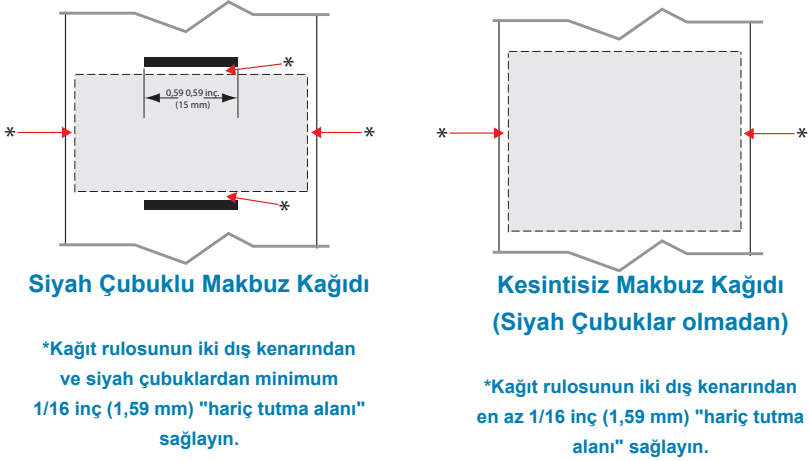 *
0,59 0,59 inç.
(15 mm)
* *
*
Siyah Çubuklu Makbuz Kağıdı
*Kağıt rulosunun iki dış kenarından
ve siyah çubuklardan minimum
1/16 inç (1,59 mm) "hariç tutma alanı"
sağlayın.
* *
Kesintisiz Makbuz Kağıdı
(Siyah Çubuklar olmadan)
*Kağıt rulosunun iki dış kenarından
en az 1/16 inç (1,59 mm) "hariç tutma
alanı" sağlayın.